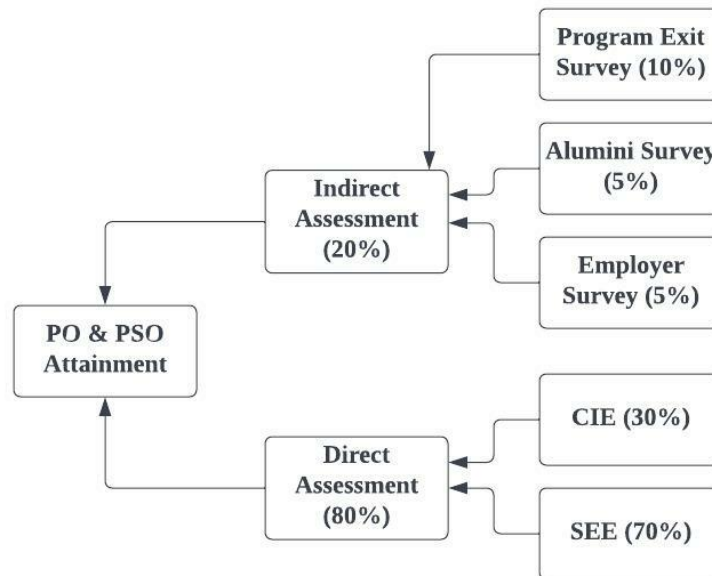 Program Exit
Survey (10%)
Alumini Survey
(5%)
Indirect
Assessment
(20%)
Employer
Survey (5%)
PO & PSO
Attainment
CIE (30%)
Direct
Assessment
(80%)
SEE (70%)